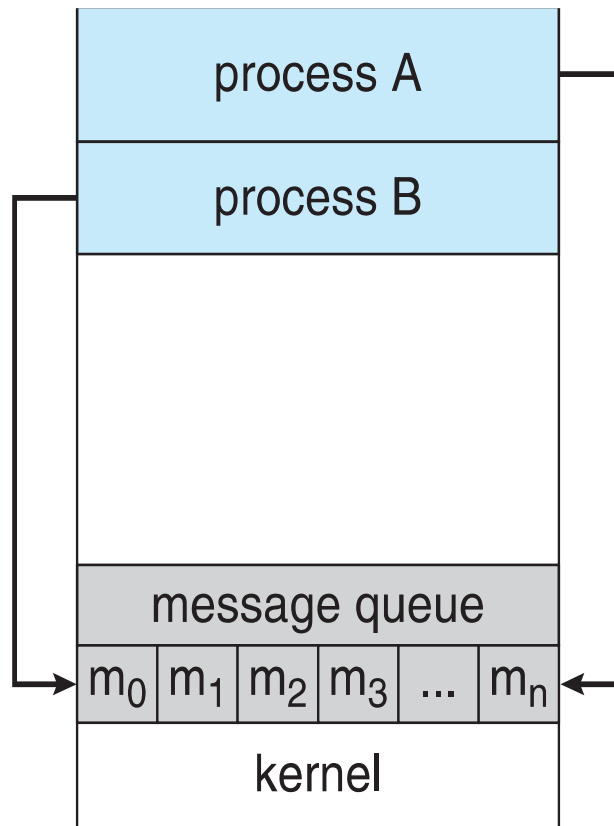 process A
process B
message queue
m0 m1 m2 m3 ... mn
kernel